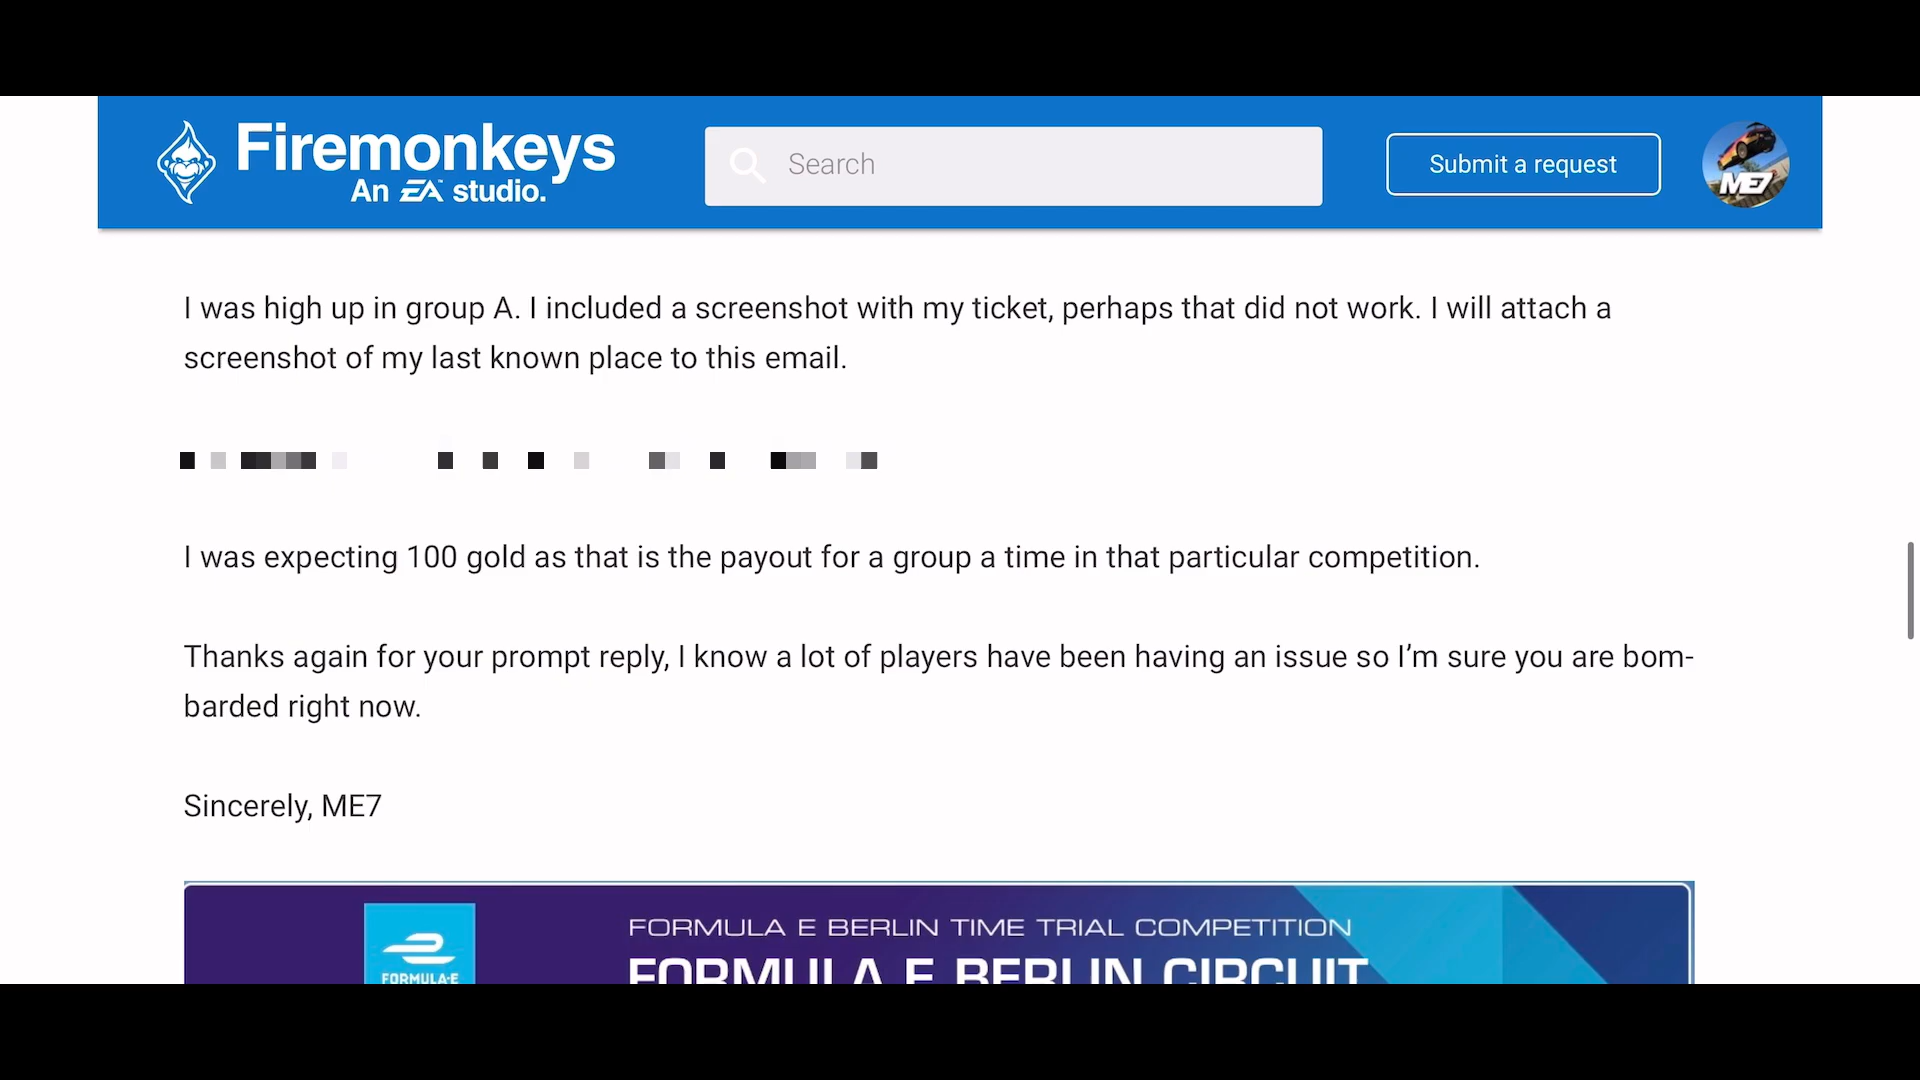 Firemonkeys
An EA™ studio.
Search
Submit a request
ME7
I was high up in group A. I included a screenshot with my ticket, perhaps that did not work. I will attach a
screenshot of my last known place to this email.
I was expecting 100 gold as that is the payout for a group a time in that particular competition.
Thanks again for your prompt reply, I know a lot of players have been having an issue so I’m sure you are bom-
barded right now.
Sincerely, ME7
FORMULA E BERLIN TIME TRIAL COMPETITION
FORMULA-E
FORMULA E BERLIN CIRCUIT